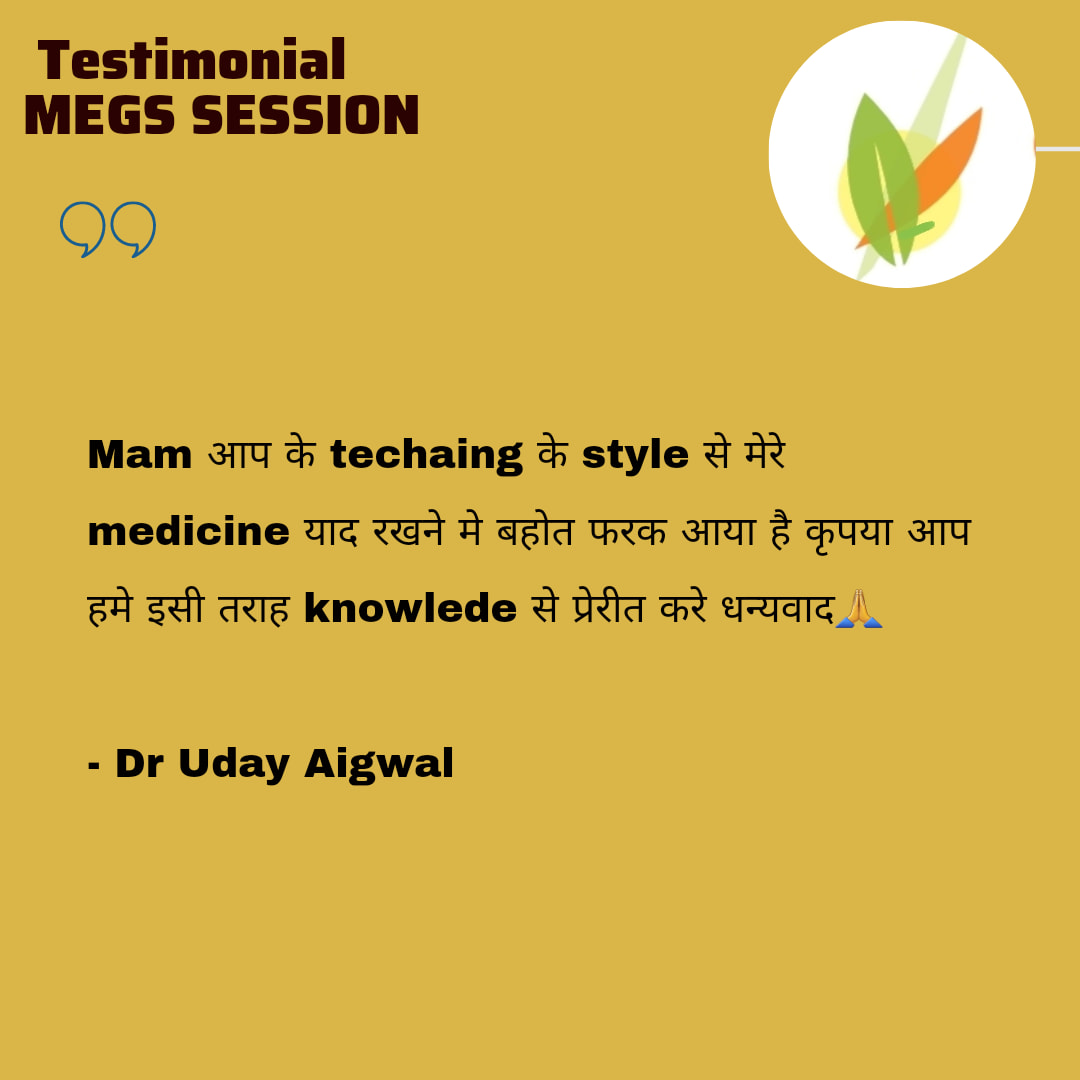 Testimonial
MEGS SESSION
Mam आप के techaing के style से मेरे
medicine याद रखने मे बहोत फरक आया है कृपया आप
हमे इसी तराह knowlede से प्रेरीत करे धन्यवाद🙏
- Dr Uday Aigwal